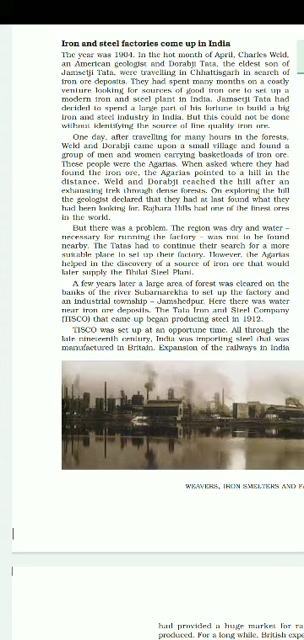 Iron and steel factories come up in India
The year was 1904. In the hot month of April, Charles Weld,
an American geologist and Dorabji Tata, the eldest son of
Jamsetji Tata, were travelling in Chhattisgarh in search of
iron ore deposits. They had spent many months on a costly
venture looking for sources of good iron ore to set up a
modern iron and steel plant in India. Jamsetji Tata had
decided to spend a large part of his fortune to build a big
iron and steel industry in India. But this could not be done
without identifying the source of fine quality iron ore.
One day, after travelling for many hours in the forests,
Weld and Dorabji came upon a small village and found a
group of men and women carrying basketloads of iron ore.
These people were the Agarias. When asked where they had
found the iron ore, the Agarias pointed to a hill in the
distance. Weld and Dorabji reached the hill after an
exhausting trek through dense forests. On exploring the hill
the geologist declared that they had at last found what they
had been looking for. Rajhara Hills had one of the finest ores
in the world.
But there was a problem. The region was dry and water –
necessary for running the factory – was not to be found
nearby. The Tatas had to continue their search for a more
suitable place to set up their factory. However, the Agarias
helped in the discovery of a source of iron ore that would
later supply the Bhilai Steel Plant.
A few years later a large area of forest was cleared on the
banks of the river Subarnarekha to set up the factory and
an industrial township – Jamshedpur. Here there was water
near iron ore deposits. The Tata Iron and Steel Company
(TISCO) that came up began producing steel in 1912.
TISCO was set up at an opportune time. All through the
late nineteenth century, India was importing steel that was
manufactured in Britain. Expansion of the railways in India
WEAVERS, IRON SMELTERS AND
had provided a huge market for
produced. For a long while, British